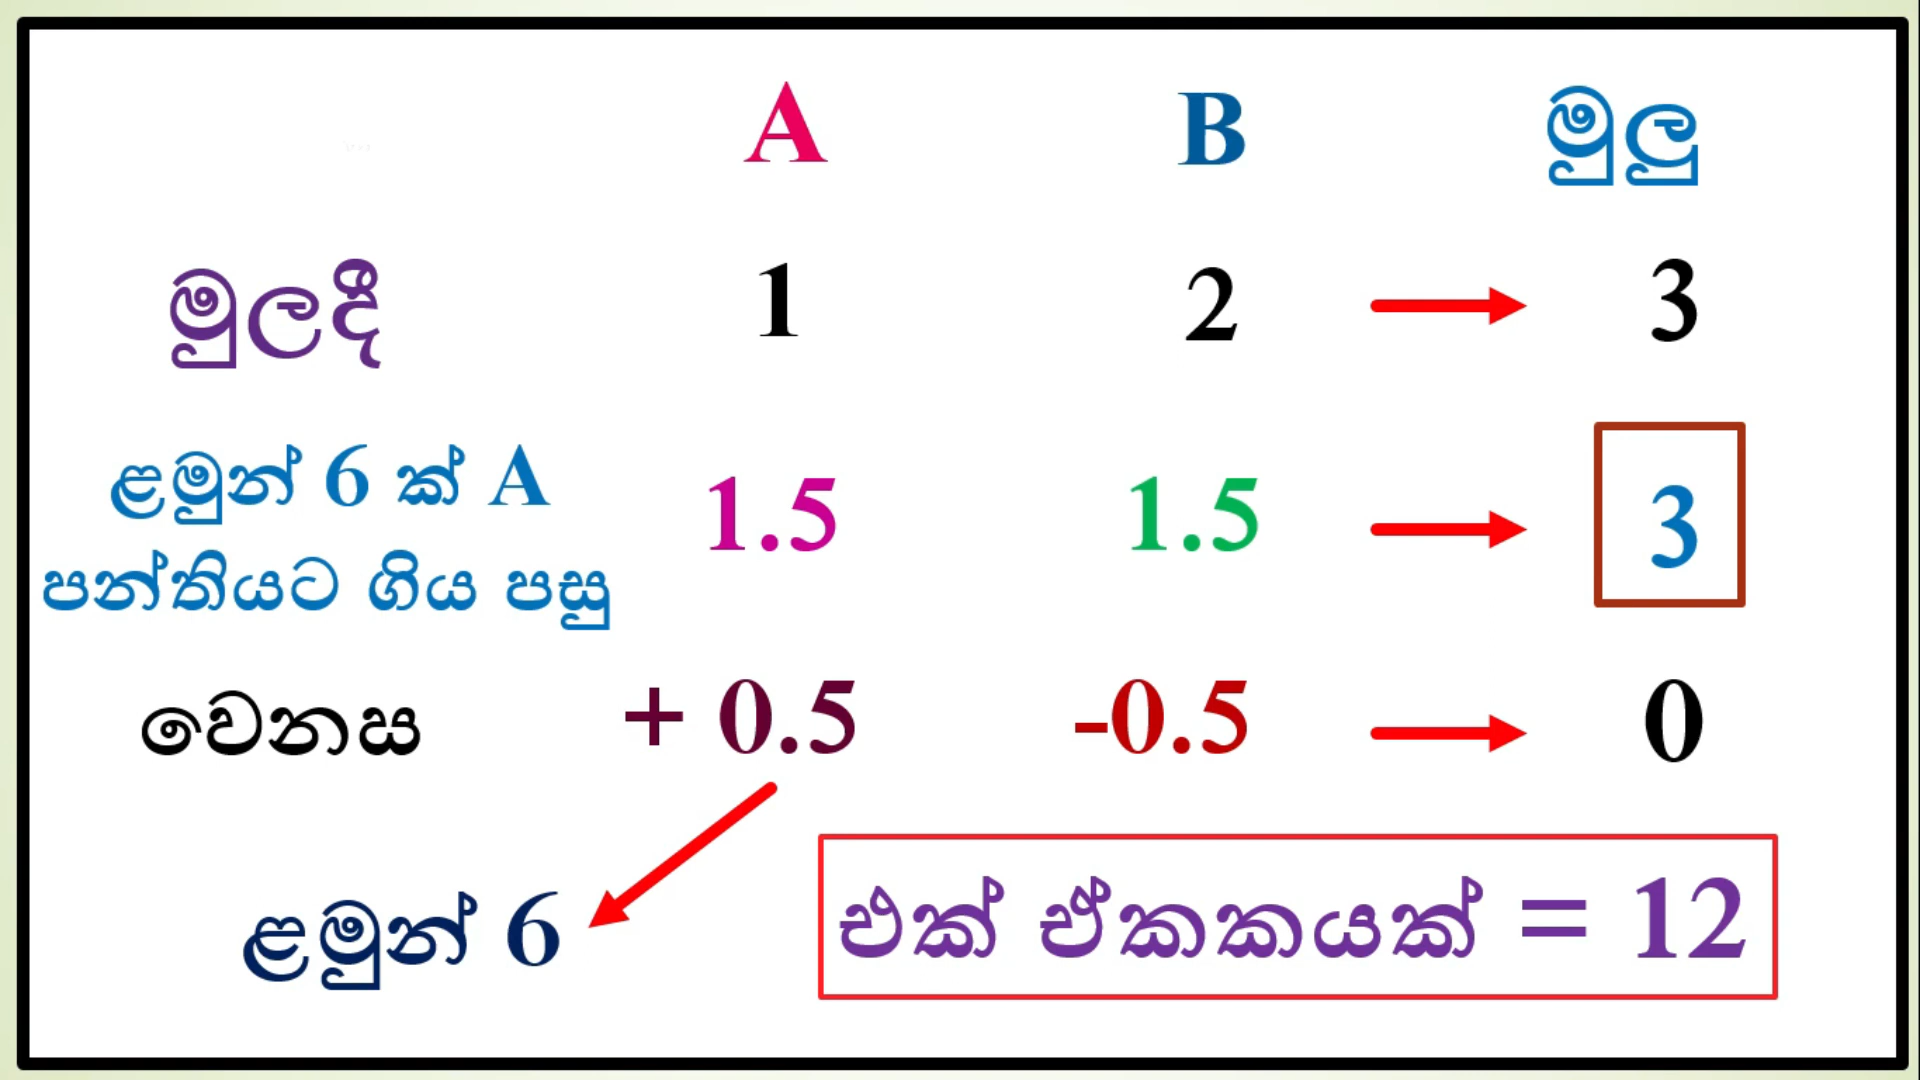 A B මුලු
මුලදී 1 2 3
ළමුන් 6 ක් A
පන්තියට ගිය පසු
1.5 1.5 3
වෙනස + 0.5 -0.5 0
ළමුන් 6
එක් ඒකකයක් = 12